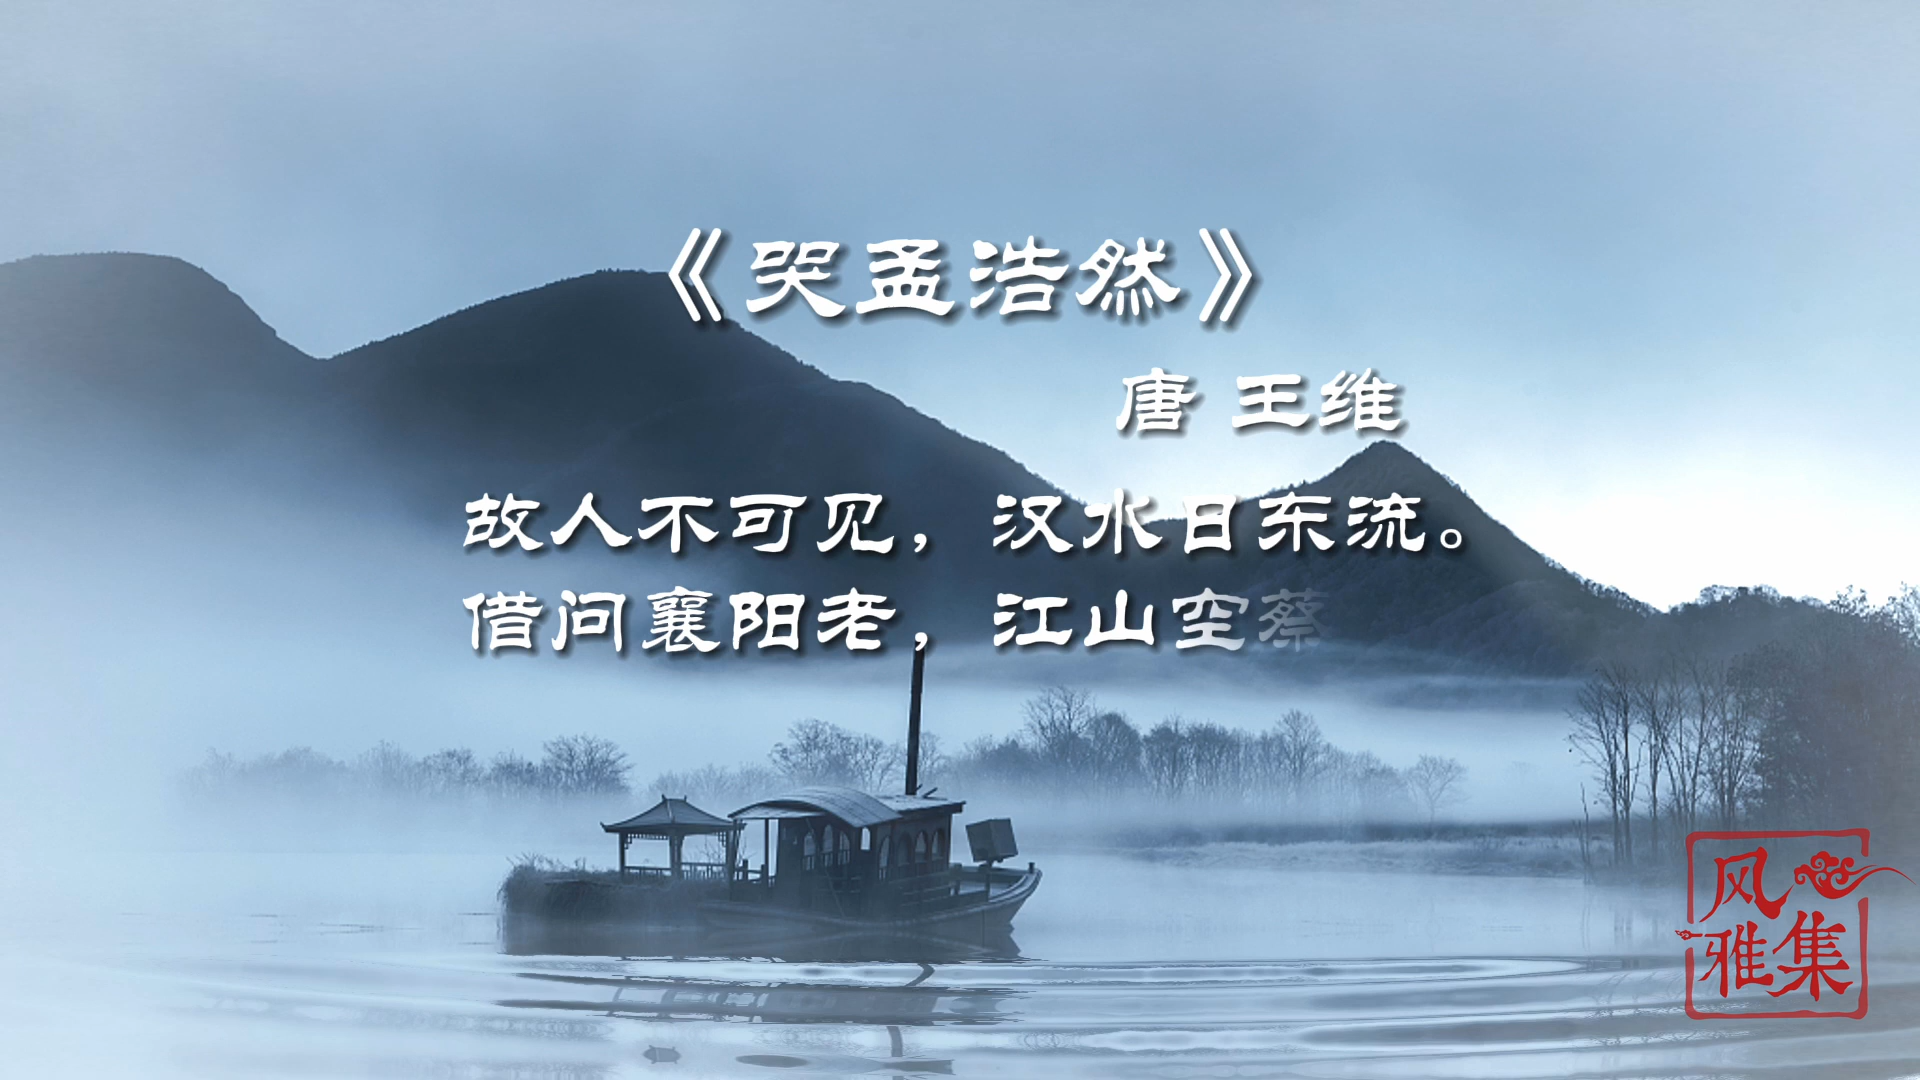 《哭孟浩然》
唐 王维
故人不可见，汉水日东流。
借问襄阳老，江山空蔡
风
雅集